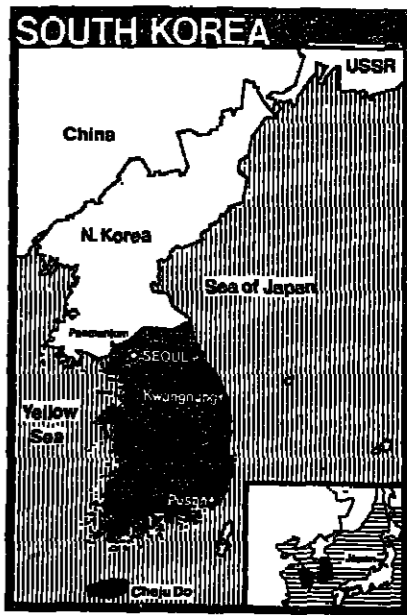 SOUTH KOREA
USSR
China
N. Korea
Sea of Japan
Panmunjom
SEOUL
Kwangnung
Yellow
Sea
Pusan
Cheju Do